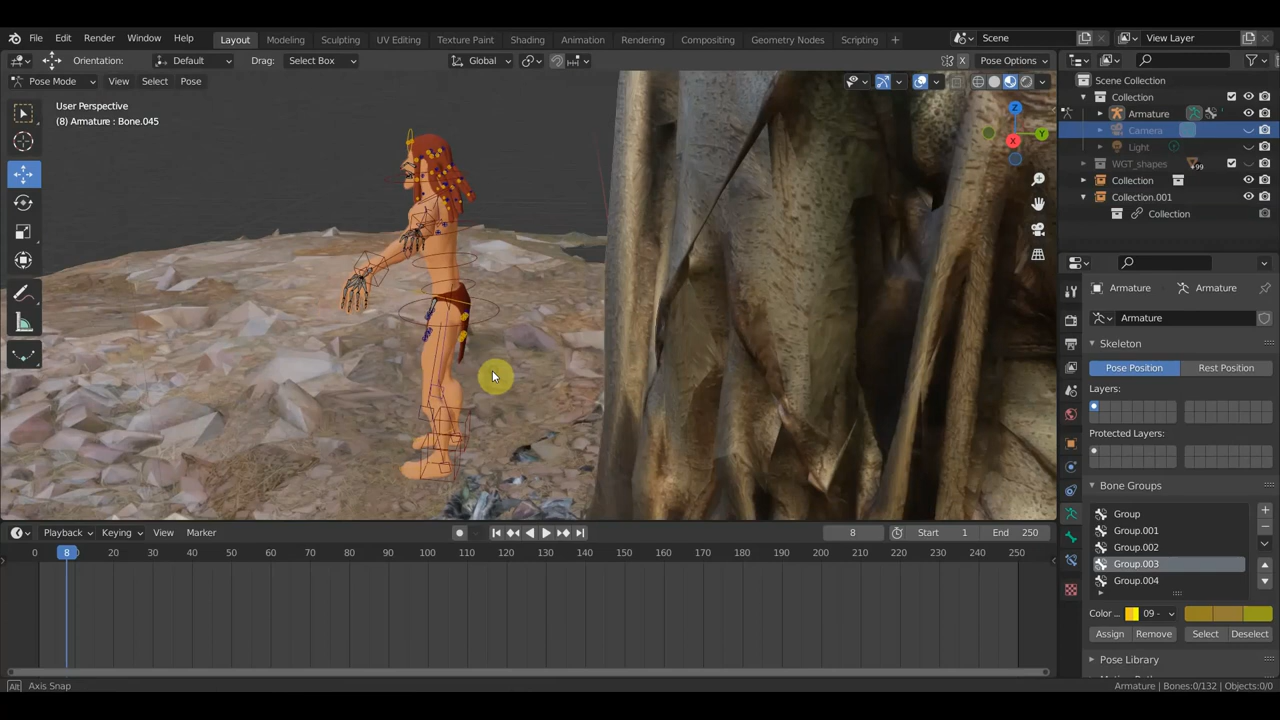 File Edit Render Window Help Layout Modeling Sculpting UV Editing Texture Paint Shading Animation Rendering Compositing Geometry Nodes Scripting + Scene View Layer
Orientation: Default Drag: Select Box Global Pose Options
Pose Mode View Select Pose
User Perspective
(8) Armature : Bone.045
Z
Y
X
Scene Collection
Collection
Armature
Camera
Light
WGT_shapes +99
Collection
Collection.001
Collection
Armature Armature
Armature
Skeleton
Pose Position Rest Position
Layers:
Protected Layers:
Bone Groups
Group
Group.001
Group.002
Group.003
Group.004
Color ... 09 -
Assign Remove Select Deselect
Pose Library
Playback Keying View Marker 8 Start 1 End 250
0 8 20 30 40 50 60 70 80 90 100 110 120 130 140 150 160 170 180 190 200 210 220 230 240 250
Alt Axis Snap
Armature | Bones:0/132 | Objects:0/0